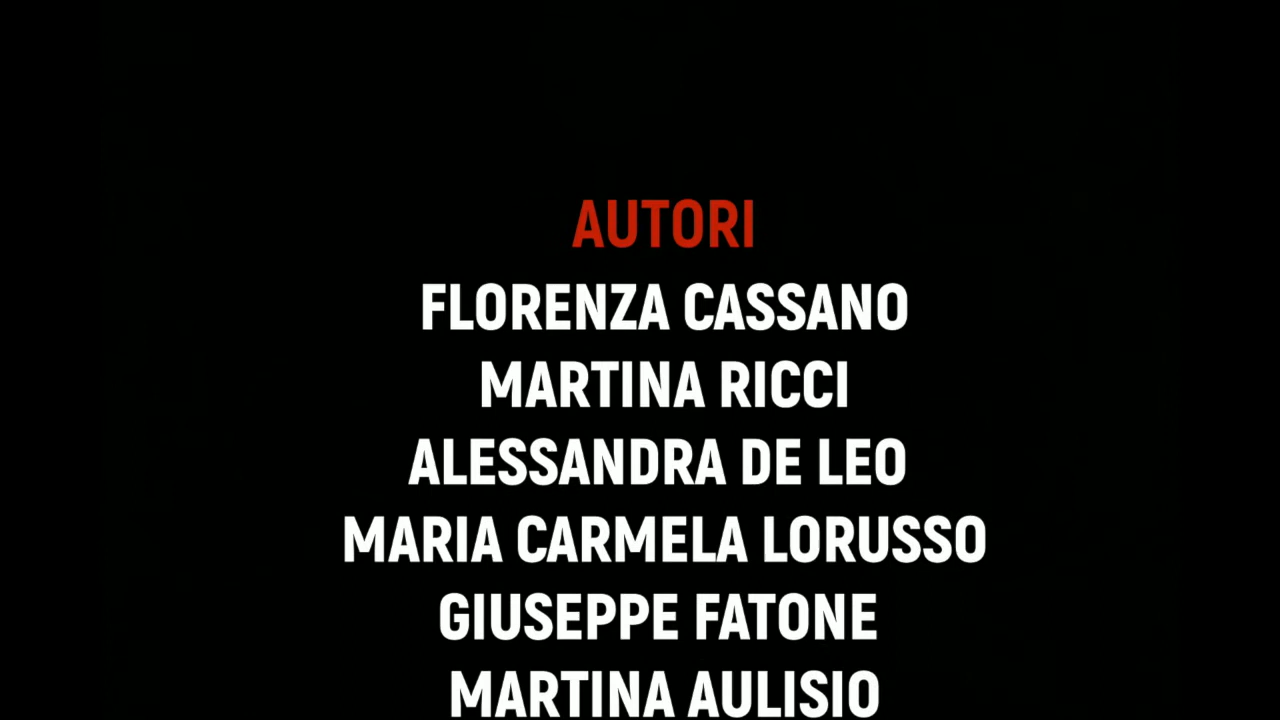 AUTORI
FLORENZA CASSANO
MARTINA RICCI
ALESSANDRA DE LEO
MARIA CARMELA LORUSSO
GIUSEPPE FATONE
MARTINA AULISIO